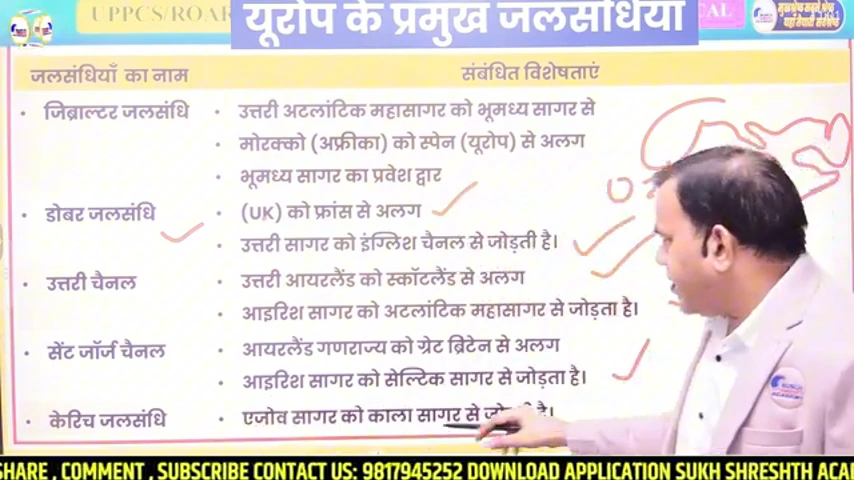 UPPCS/ROAR
यूरोप के प्रमुख जलसंधियाँ
जलसंधियाँ का नाम संबंधित विशेषताएं
• जिब्राल्टर जलसंधि • उत्तरी अटलांटिक महासागर को भूमध्य सागर से
• मोरक्को (अफ्रीका) को स्पेन (यूरोप) से अलग
• भूमध्य सागर का प्रवेश द्वार
• डोबर जलसंधि • (UK) को फ्रांस से अलग
• उत्तरी सागर को इंग्लिश चैनल से जोड़ती है।
• उत्तरी चैनल • उत्तरी आयरलैंड को स्कॉटलैंड से अलग
• आइरिश सागर को अटलांटिक महासागर से जोड़ता है।
• सेंट जॉर्ज चैनल • आयरलैंड गणराज्य को ग्रेट ब्रिटेन से अलग
• आइरिश सागर को सेल्टिक सागर से जोड़ता है।
• केरिच जलसंधि • एजोव सागर को काला सागर से है।
SHARE , COMMENT , SUBSCRIBE CONTACT US: 9817945252 DOWNLOAD APPLICATION SUKH SHRESHTH ACA